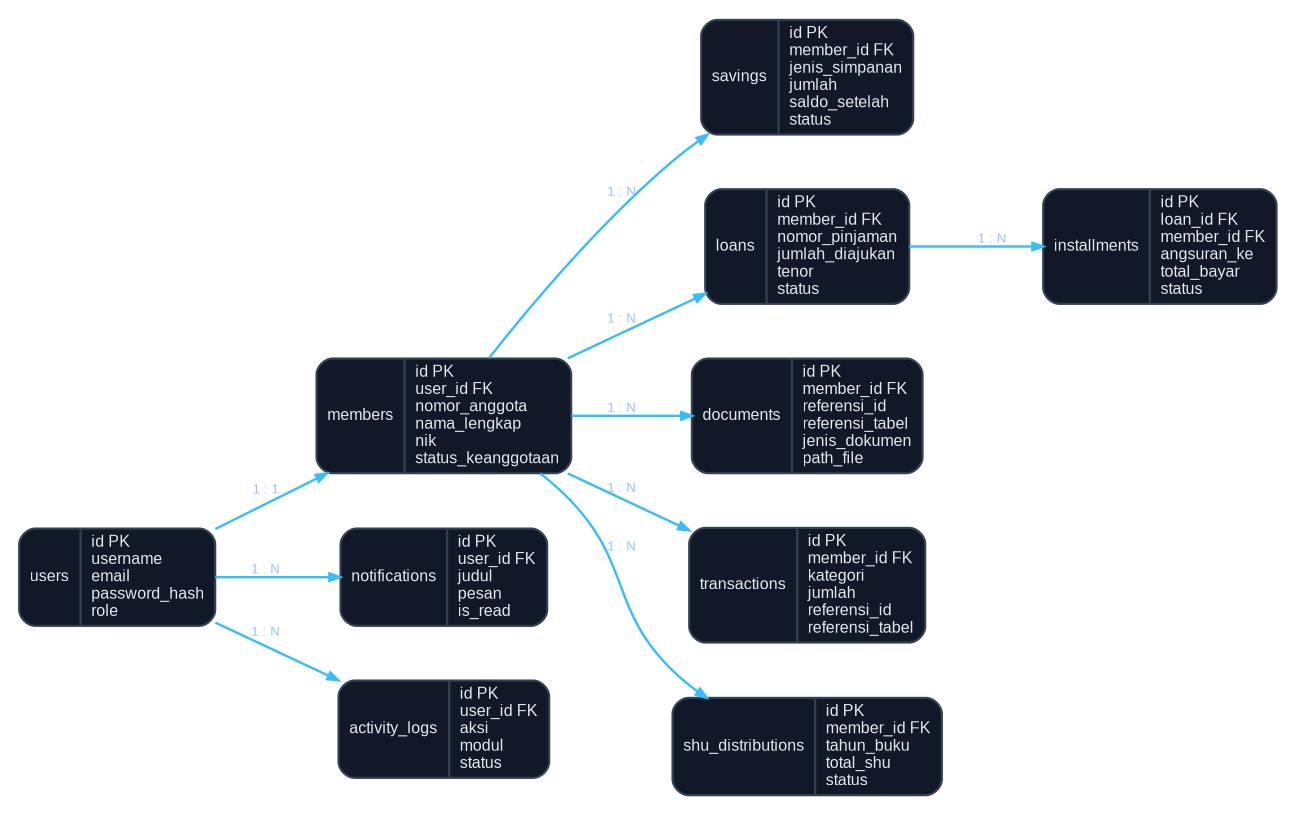 savings
id PK
member_id FK
jenis_simpanan
jumlah
saldo_setelah
status
1 : N
loans
id PK
member_id FK
nomor_pinjaman
jumlah_diajukan
tenor
status
1 : N
installments
id PK
loan_id FK
member_id FK
angsuran_ke
total_bayar
status
1 : N
members
id PK
user_id FK
nomor_anggota
nama_lengkap
nik
status_keanggotaan
1 : N
documents
id PK
member_id FK
referensi_id
referensi_tabel
jenis_dokumen
path_file
1 : 1
1 : N
1 : N
users
id PK
username
email
password_hash
role
1 : N
notifications
id PK
user_id FK
judul
pesan
is_read
transactions
id PK
member_id FK
kategori
jumlah
referensi_id
referensi_tabel
1 : N
activity_logs
id PK
user_id FK
aksi
modul
status
shu_distributions
id PK
member_id FK
tahun_buku
total_shu
status